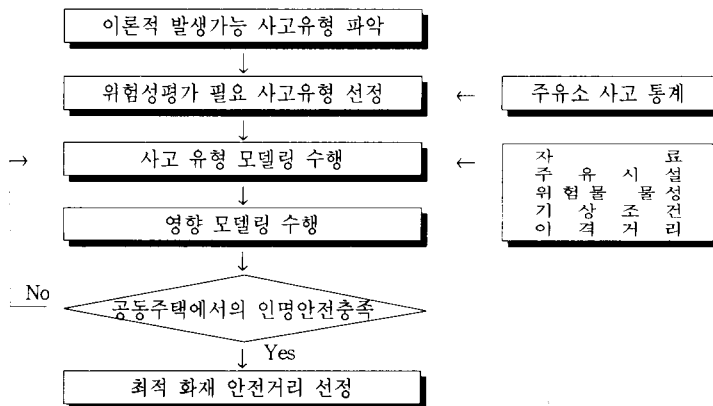 이론적 발생가능 사고유형 파악
위험성평가 필요 사고유형 선정
주유소 사고 통계
사고 유형 모델링 수행
자 료
주 유 시 설
위험물 물성
기 상 조 건
이 격 거 리
영향 모델링 수행
No
공동주택에서의 인명안전충족
Yes
최적 화재 안전거리 선정